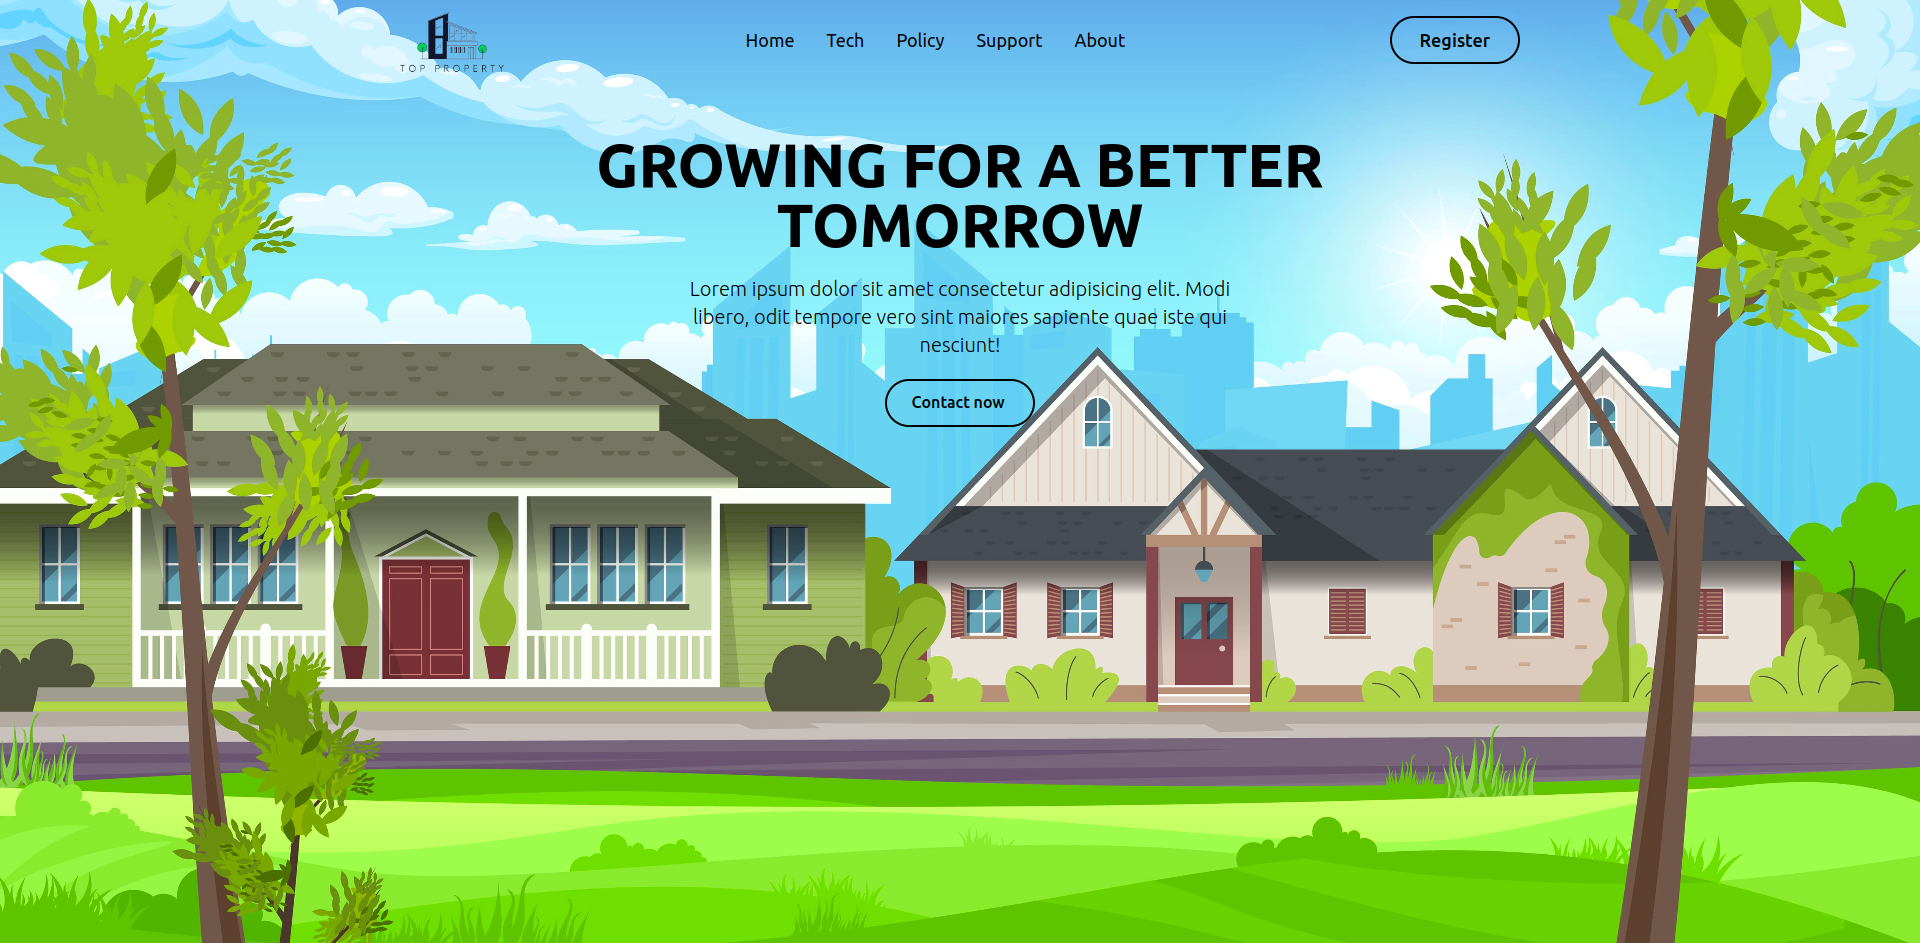 TOP PROPERTY
Home Tech Policy Support About
Register
GROWING FOR A BETTER
TOMORROW
Lorem ipsum dolor sit amet consectetur adipisicing elit. Modi
libero, odit tempore vero sint maiores sapiente quae iste qui
nesciunt!
Contact now